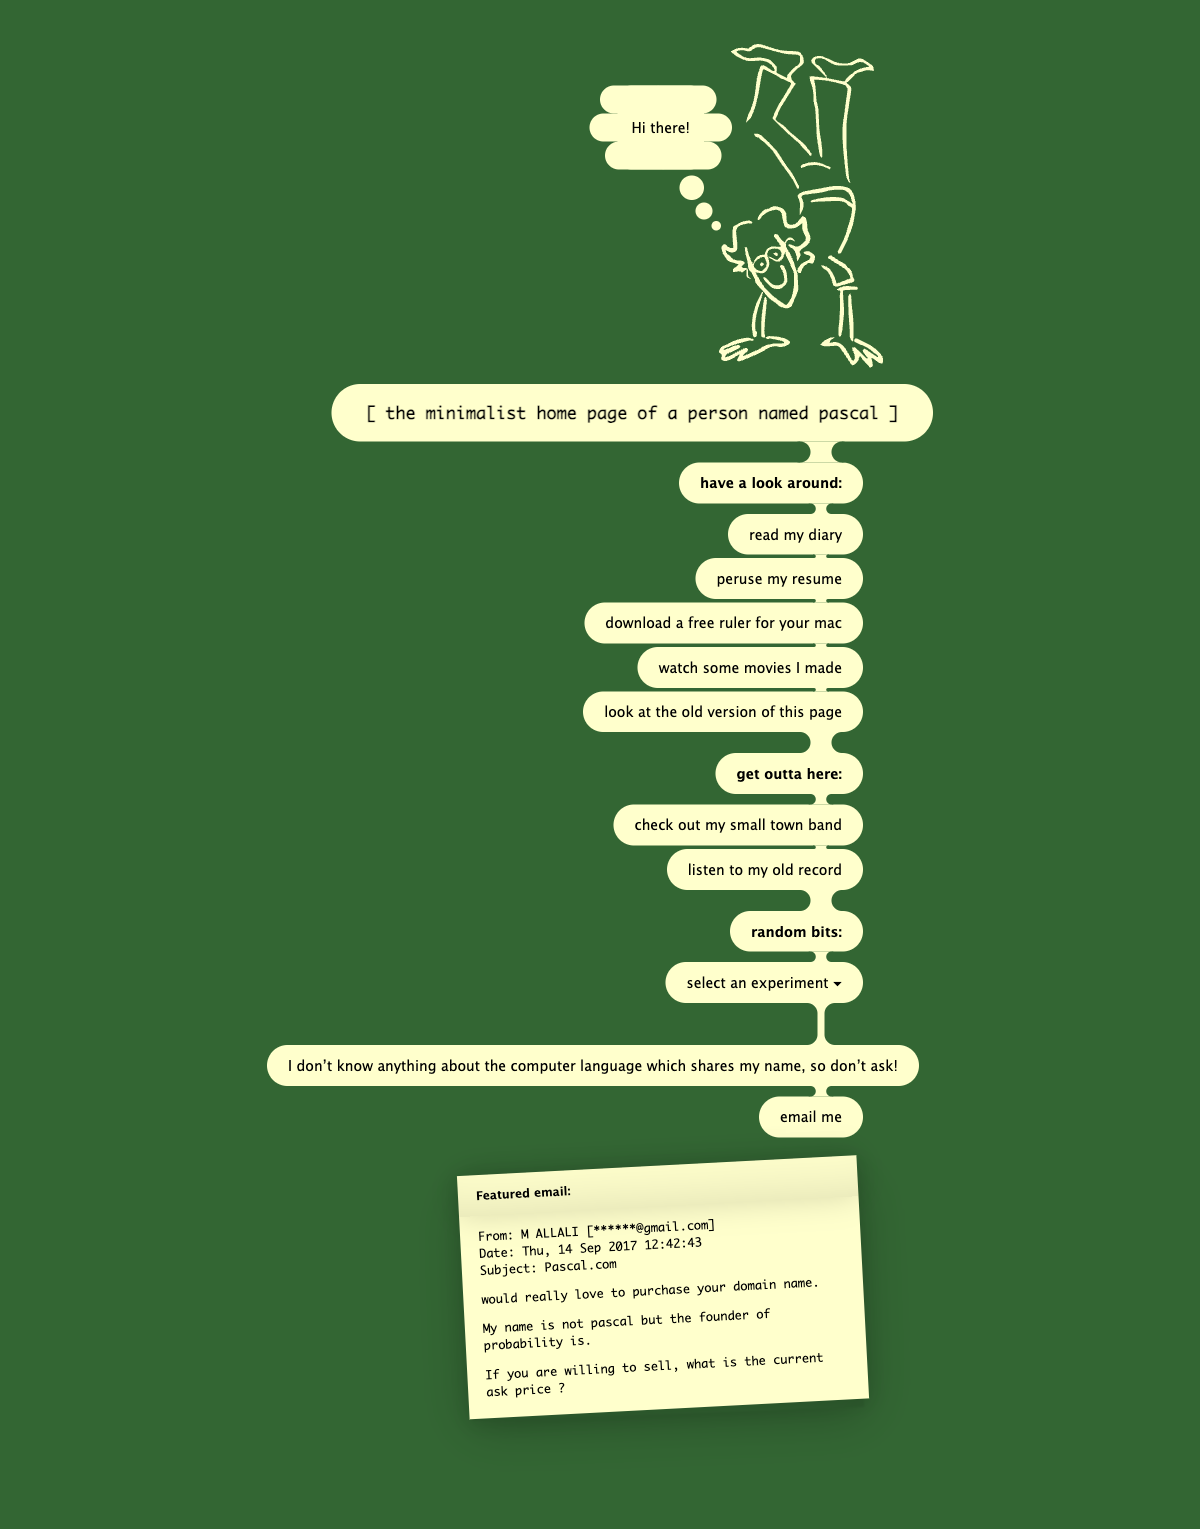 Hi there!
[ the minimalist home page of a person named pascal ]
have a look around:
read my diary
peruse my resume
download a free ruler for your mac
watch some movies I made
look at the old version of this page
get outta here:
check out my small town band
listen to my old record
random bits:
select an experiment
I don’t know anything about the computer language which shares my name, so don’t ask!
email me
Featured email:
From: M ALLALI [******@gmail.com]
Date: Thu, 14 Sep 2017 12:42:43
Subject: Pascal.com
would really love to purchase your domain name.
My name is not pascal but the founder of
probability is.
If you are willing to sell, what is the current
ask price ?